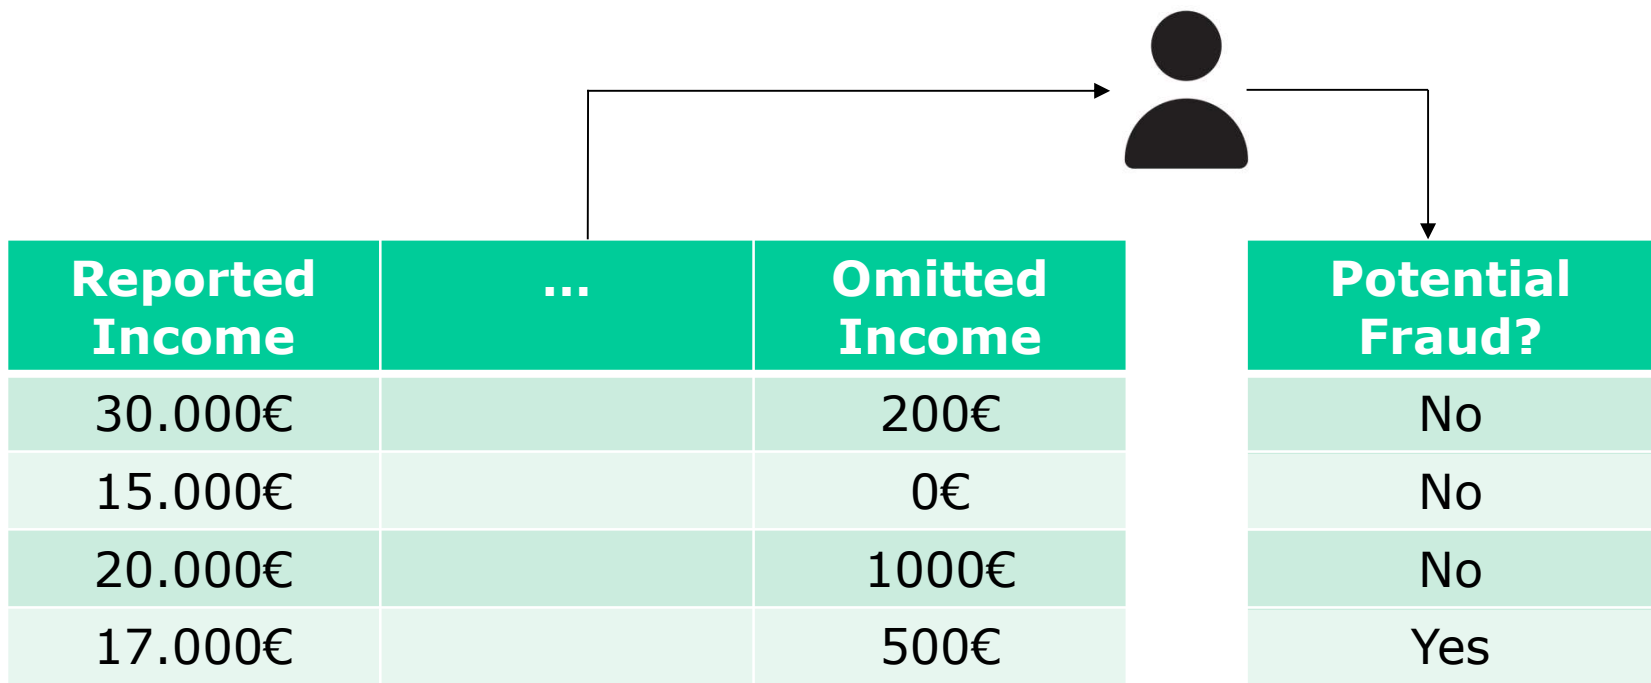 Reported ... Omitted Potential
Income Income Fraud?
30.000€ 200€ No
15.000€ 0€ No
20.000€ 1000€ No
17.000€ 500€ Yes